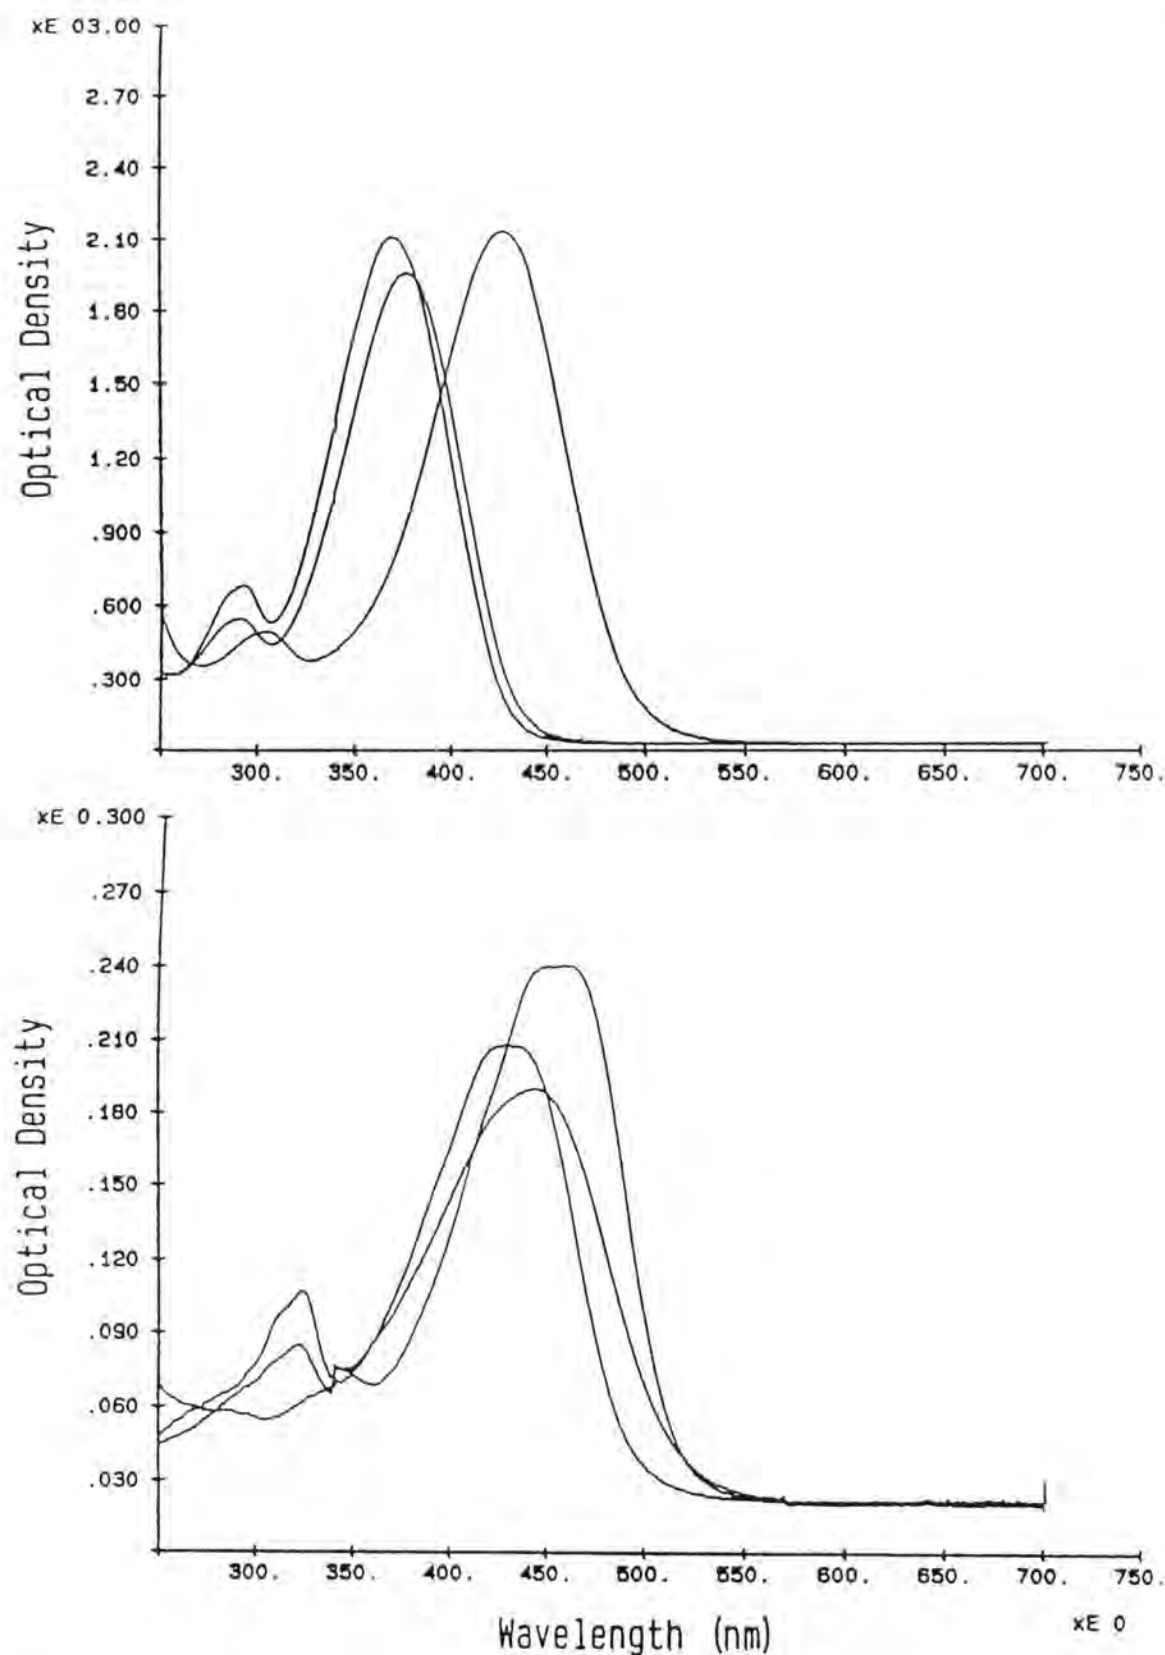 xE 03.00
2.70
2.40
2.10
1.80
1.50
1.20
.900
.600
.300
Optical Density
300. 350. 400. 450. 500. 550. 600. 650. 700. 750.
xE 0.300
.270
.240
.210
.180
.150
.120
.090
.060
.030
Optical Density
300. 350. 400. 450. 500. 550. 600. 650. 700. 750.
xE 0
Wavelength (nm)